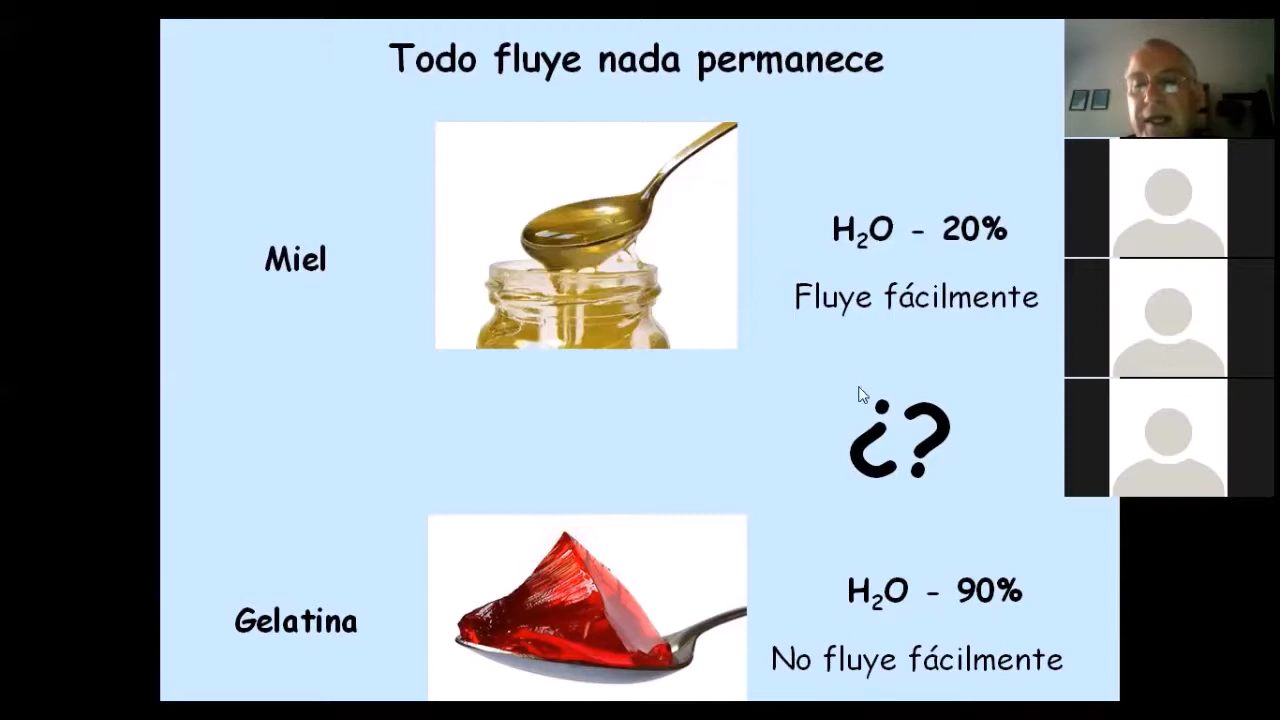 Todo fluye nada permanece
Miel
H₂O - 20%
Fluye fácilmente
¿?
Gelatina
H₂O - 90%
No fluye fácilmente